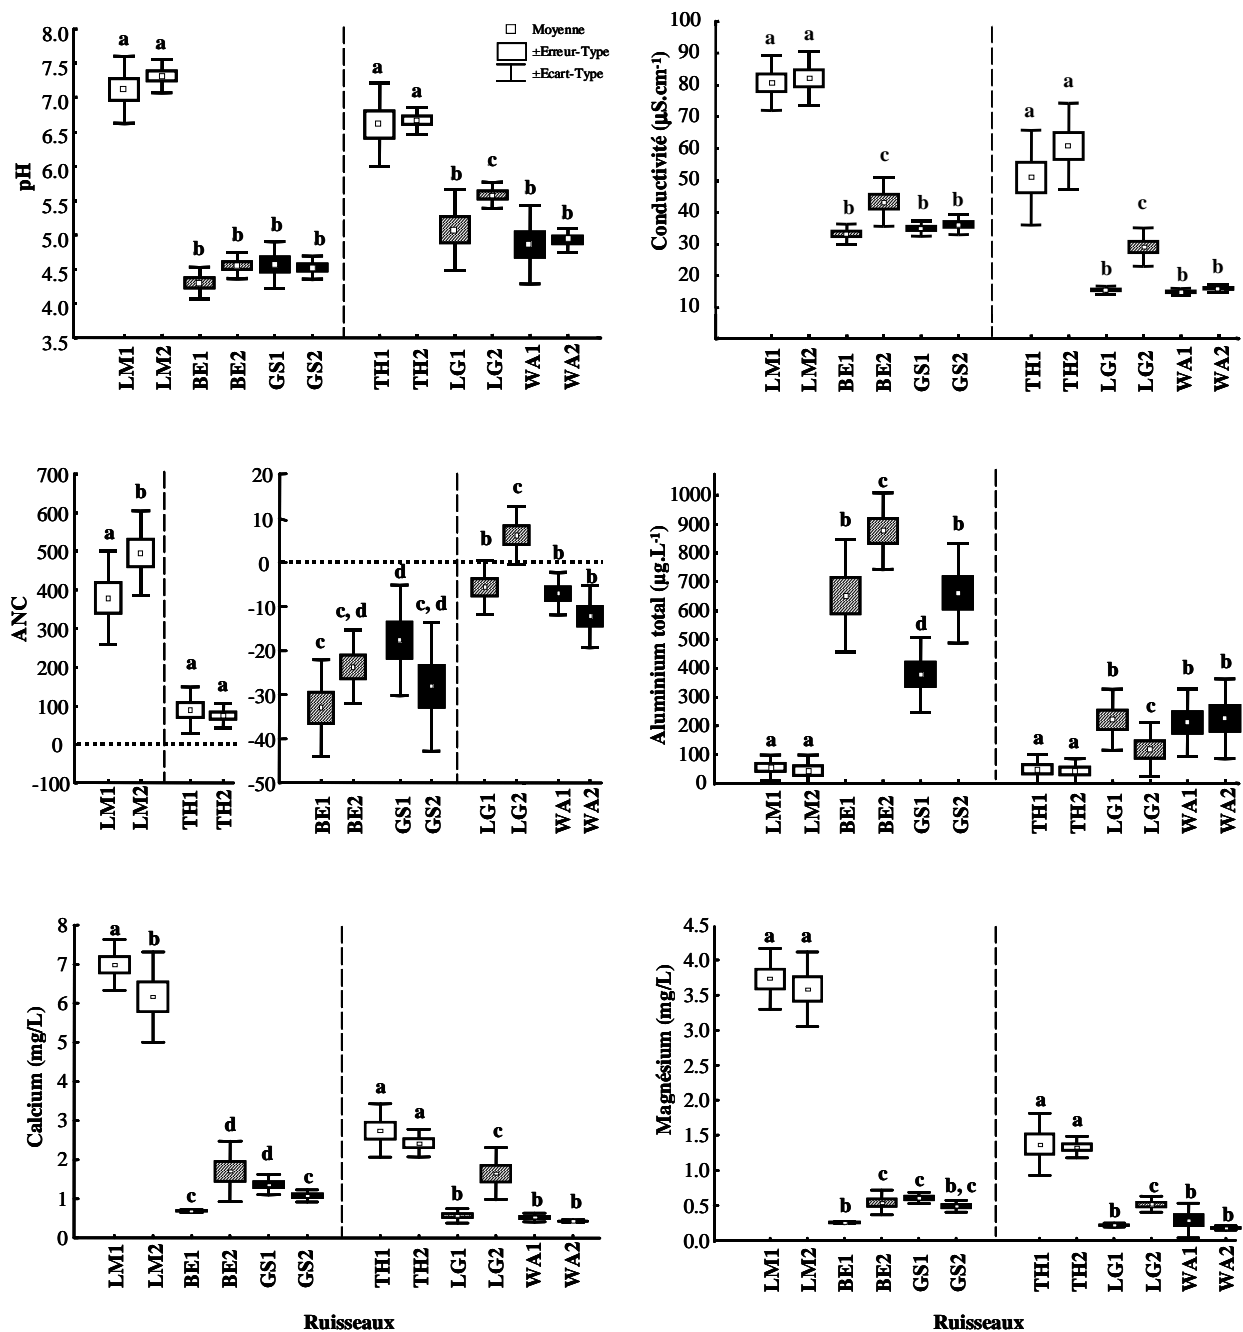 Moyenne
±Erreur-Type
±Ecart-Type
pH
8.0
7.5
7.0
6.5
6.0
5.5
5.0
4.5
4.0
3.5
a a b b b b a a b c b b
LM1 LM2 BE1 BE2 GS1 GS2 TH1 TH2 LG1 LG2 WA1 WA2
Conductivité (µS.cm-1)
100
90
80
70
60
50
40
30
20
10
a a b c b b a a b c b b
LM1 LM2 BE1 BE2 GS1 GS2 TH1 TH2 LG1 LG2 WA1 WA2
ANC
700
600
500
400
300
200
100
0
-100
a b a a
LM1 LM2 TH1 TH2
20
10
0
-10
-20
-30
-40
-50
c c, d d c, d b c b b
BE1 BE2 GS1 GS2 LG1 LG2 WA1 WA2
Aluminium total (µg.L-1)
1000
900
800
700
600
500
400
300
200
100
0
a a b c d b a a b c b b
LM1 LM2 BE1 BE2 GS1 GS2 TH1 TH2 LG1 LG2 WA1 WA2
Calcium (mg/L)
8
7
6
5
4
3
2
1
0
a b c d d c a a b c b b
LM1 LM2 BE1 BE2 GS1 GS2 TH1 TH2 LG1 LG2 WA1 WA2
Ruisseaux
Magnésium (mg/L)
4.5
4.0
3.5
3.0
2.5
2.0
1.5
1.0
0.5
0.0
a a b c c b, c a a b c b b
LM1 LM2 BE1 BE2 GS1 GS2 TH1 TH2 LG1 LG2 WA1 WA2
Ruisseaux